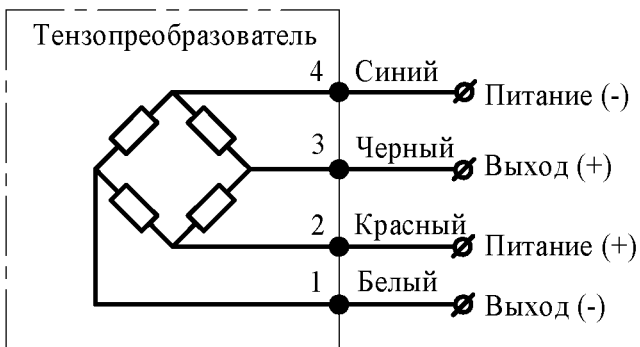 Тензопреобразователь
4 Синий Питание (-)
3 Черный Выход (+)
2 Красный Питание (+)
1 Белый Выход (-)